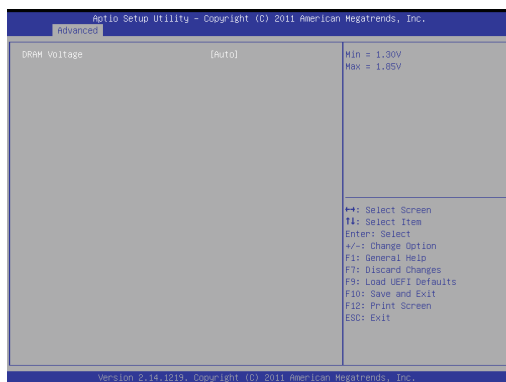 Aptio Setup Utility – Copyright (C) 2011 American Megatrends, Inc.
Advanced
DRAM Voltage [Auto]
Min = 1.30V
Max = 1.85V
↔: Select Screen
↑↓: Select Item
Enter: Select
+/-: Change Option
F1: General Help
F7: Discard Changes
F9: Load UEFI Defaults
F10: Save and Exit
F12: Print Screen
ESC: Exit
Version 2.14.1219. Copyright (C) 2011 American Megatrends, Inc.